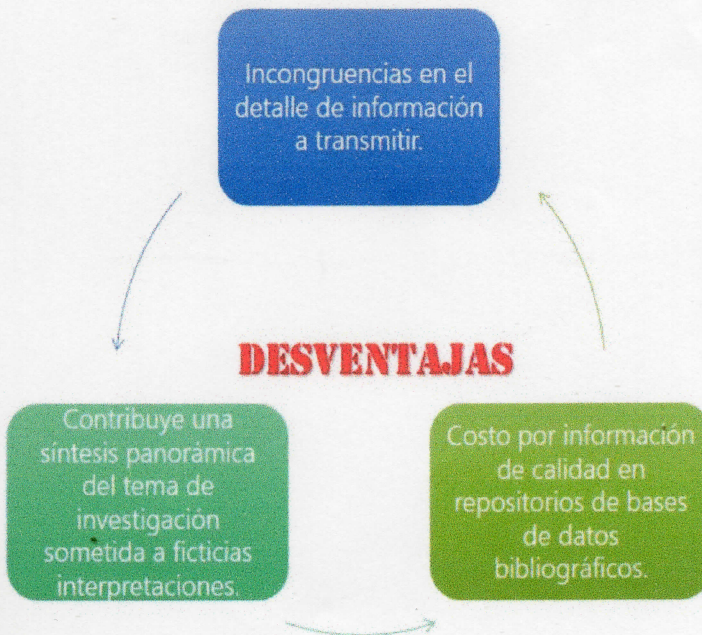 Incongruencias en el
detalle de información
a transmitir.
DESVENTAJAS
Contribuye una
síntesis panorámica
del tema de
investigación
sometida a ficticias
interpretaciones.
Costo por información
de calidad en
repositorios de bases
de datos
bibliográficos.